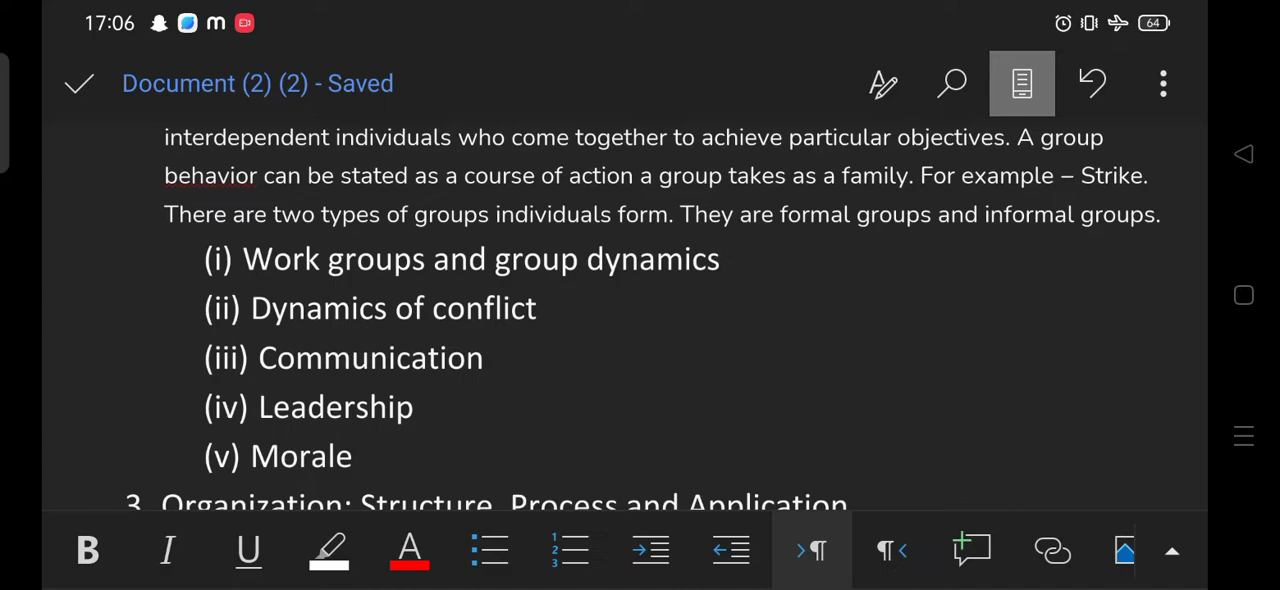 17:06 m 64
Document (2) (2) - Saved
interdependent individuals who come together to achieve particular objectives. A group
behavior can be stated as a course of action a group takes as a family. For example – Strike.
There are two types of groups individuals form. They are formal groups and informal groups.
(i) Work groups and group dynamics
(ii) Dynamics of conflict
(iii) Communication
(iv) Leadership
(v) Morale
3. Organization: Structure, Process and Application
B I U A